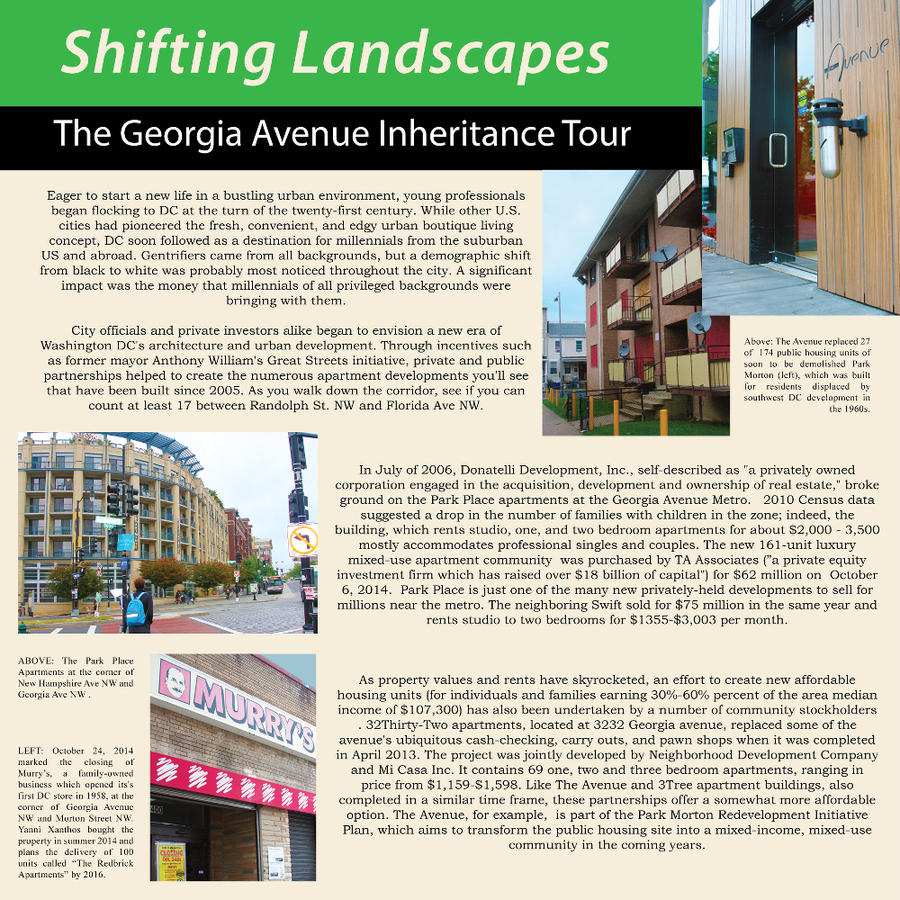 Shifting Landscapes
The Georgia Avenue Inheritance Tour
Avenue
Eager to start a new life in a bustling urban environment, young professionals
began flocking to DC at the turn of the twenty-first century. While other U.S.
cities had pioneered the fresh, convenient, and edgy urban boutique living
concept, DC soon followed as a destination for millennials from the suburban
US and abroad. Gentrifiers came from all backgrounds, but a demographic shift
from black to white was probably most noticed throughout the city. A significant
impact was the money that millennials of all privileged backgrounds were
bringing with them.
City officials and private investors alike began to envision a new era of
Washington DC's architecture and urban development. Through incentives such
as former mayor Anthony William's Great Streets initiative, private and public
partnerships helped to create the numerous apartment developments you'll see
that have been built since 2005. As you walk down the corridor, see if you can
count at least 17 between Randolph St. NW and Florida Ave NW.
Above: The Avenue replaced 27
of 174 public housing units of
soon to be demolished Park
Morton (left), which was built
for residents displaced by
southwest DC development in
the 1960s.
In July of 2006, Donatelli Development, Inc., self-described as "a privately owned
corporation engaged in the acquisition, development and ownership of real estate," broke
ground on the Park Place apartments at the Georgia Avenue Metro. 2010 Census data
suggested a drop in the number of families with children in the zone; indeed, the
building, which rents studio, one, and two bedroom apartments for about $2,000 - 3,500
mostly accommodates professional singles and couples. The new 161-unit luxury
mixed-use apartment community was purchased by TA Associates ("a private equity
investment firm which has raised over $18 billion of capital") for $62 million on October
6, 2014. Park Place is just one of the many new privately-held developments to sell for
millions near the metro. The neighboring Swift sold for $75 million in the same year and
rents studio to two bedrooms for $1355-$3,003 per month.
ABOVE: The Park Place
Apartments at the corner of
New Hampshire Ave NW and
Georgia Ave NW .
MURRY'S
CLOSING
LEFT: October 24, 2014
marked the closing of
Murry's, a family-owned
business which opened its's
first DC store in 1958, at the
corner of Georgia Avenue
NW and Morton Street NW.
Yanni Xanthos bought the
property in summer 2014 and
plans the delivery of 100
units called "The Redbrick
Apartments" by 2016.
As property values and rents have skyrocketed, an effort to create new affordable
housing units (for individuals and families earning 30%-60% percent of the area median
income of $107,300) has also been undertaken by a number of community stockholders
. 32Thirty-Two apartments, located at 3232 Georgia avenue, replaced some of the
avenue's ubiquitous cash-checking, carry outs, and pawn shops when it was completed
in April 2013. The project was jointly developed by Neighborhood Development Company
and Mi Casa Inc. It contains 69 one, two and three bedroom apartments, ranging in
price from $1,159-$1,598. Like The Avenue and 3Tree apartment buildings, also
completed in a similar time frame, these partnerships offer a somewhat more affordable
option. The Avenue, for example, is part of the Park Morton Redevelopment Initiative
Plan, which aims to transform the public housing site into a mixed-income, mixed-use
community in the coming years.